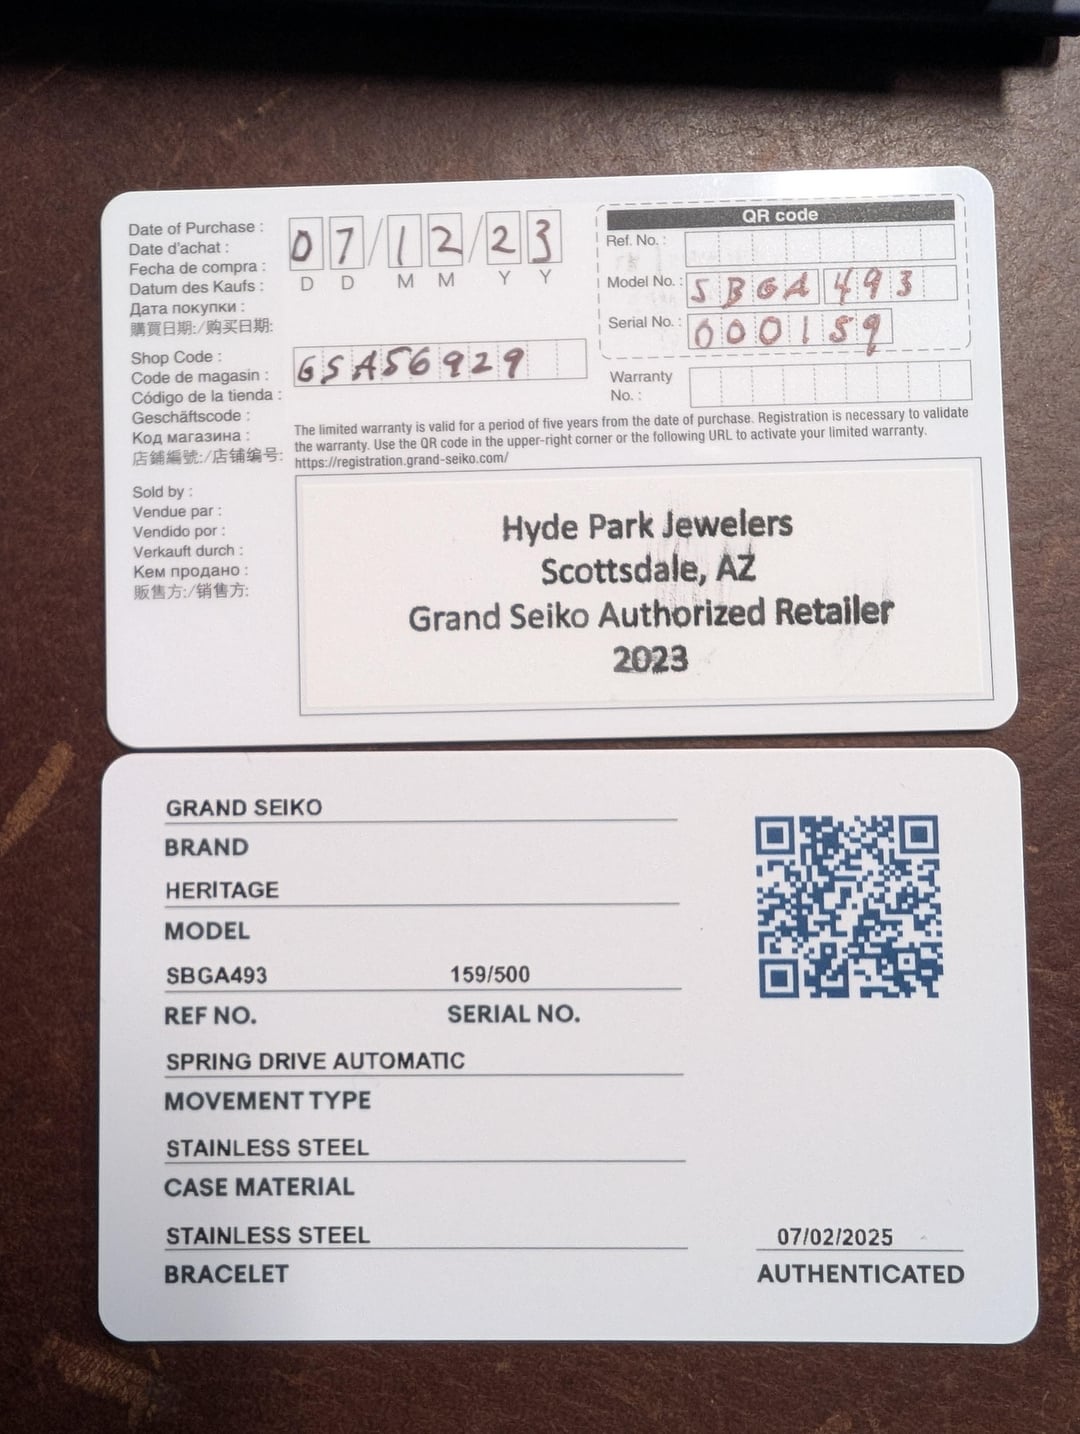 Date of Purchase :
Date d'achat :
Fecha de compra :
Datum des Kaufs :
Дата покупки :
購買日期:/购买日期:
07/12/23
D D M M Y Y
QR code
Ref. No. :
Model No. : SBGA 493
Serial No. : 000159
Shop Code :
Code de magasin :
Código de la tienda :
Geschäftscode :
Код магазина :
店鋪編號:/店铺编号:
GSA56929
Warranty
No. :
The limited warranty is valid for a period of five years from the date of purchase. Registration is necessary to validate
the warranty. Use the QR code in the upper-right corner or the following URL to activate your limited warranty.
https://registration.grand-seiko.com/
Sold by :
Vendue par :
Vendido por :
Verkauft durch :
Кем продано :
販售方:/销售方:
Hyde Park Jewelers
Scottsdale, AZ
Grand Seiko Authorized Retailer
2023
GRAND SEIKO
BRAND
HERITAGE
MODEL
SBGA493 159/500
REF NO. SERIAL NO.
SPRING DRIVE AUTOMATIC
MOVEMENT TYPE
STAINLESS STEEL
CASE MATERIAL
STAINLESS STEEL
BRACELET
07/02/2025
AUTHENTICATED